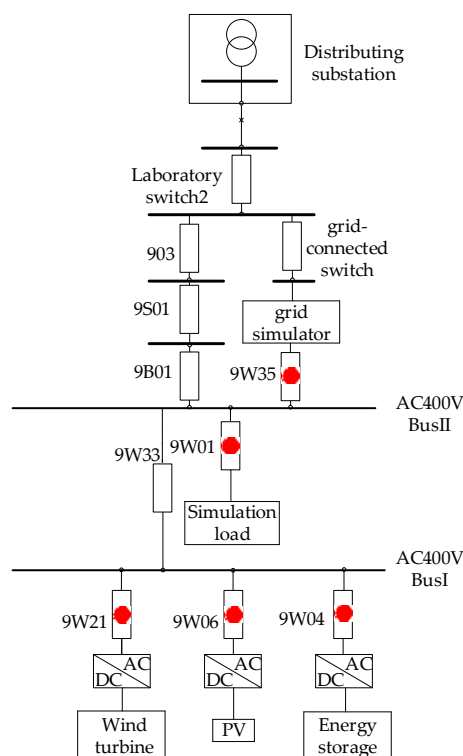 Distributing
substation
Laboratory
switch2
903
grid-
connected
switch
9S01
grid
simulator
9B01
9W35
AC400V
BusII
9W33
9W01
Simulation
load
AC400V
BusI
9W21
9W06
9W04
AC
DC
AC
DC
AC
DC
Wind
turbine
PV
Energy
storage